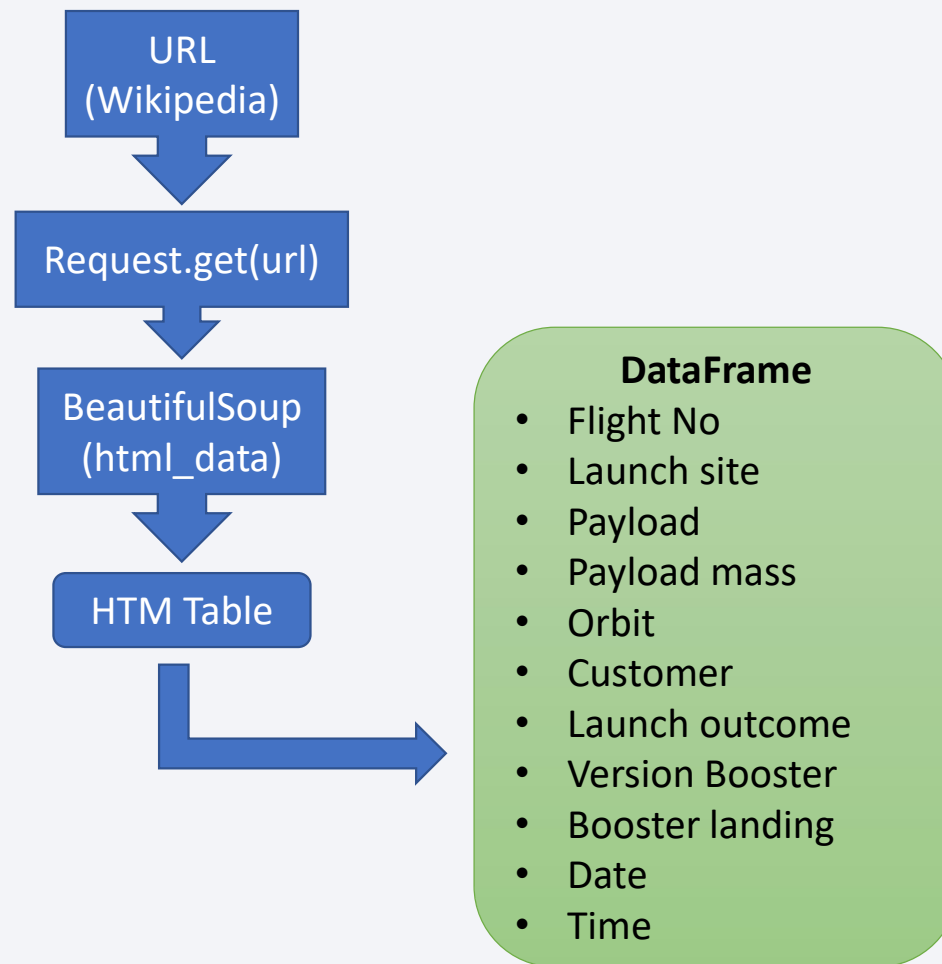 URL
(Wikipedia)
Request.get(url)
BeautifulSoup
(html_data)
HTM Table
DataFrame
• Flight No
• Launch site
• Payload
• Payload mass
• Orbit
• Customer
• Launch outcome
• Version Booster
• Booster landing
• Date
• Time